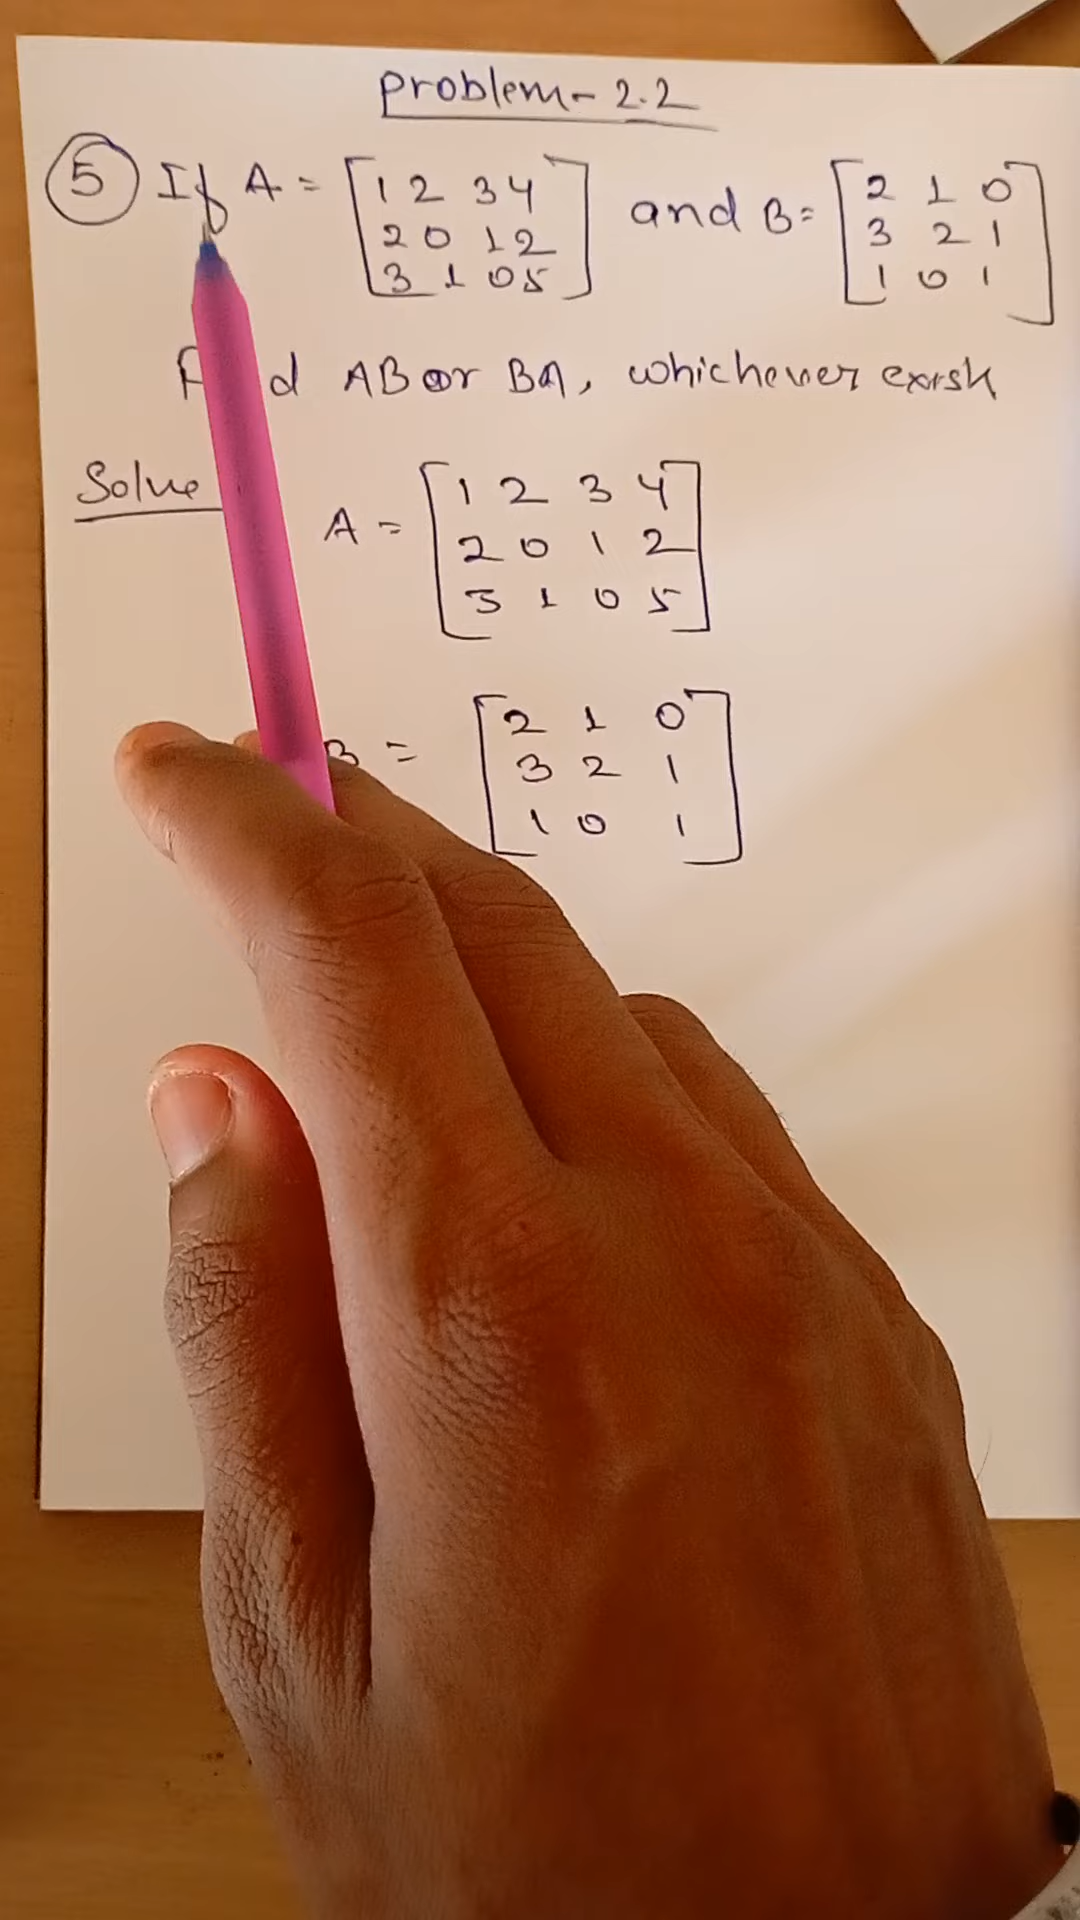 Problem - 2.2
5 If A = [1 2 3 4 and B = [2 1 0
2 0 1 2 3 2 1
3 1 0 5] 1 0 1]
d AB or BA, whichever exist
Solve
A = [1 2 3 4
2 0 1 2
3 1 0 5]
B = [2 1 0
3 2 1
1 0 1]